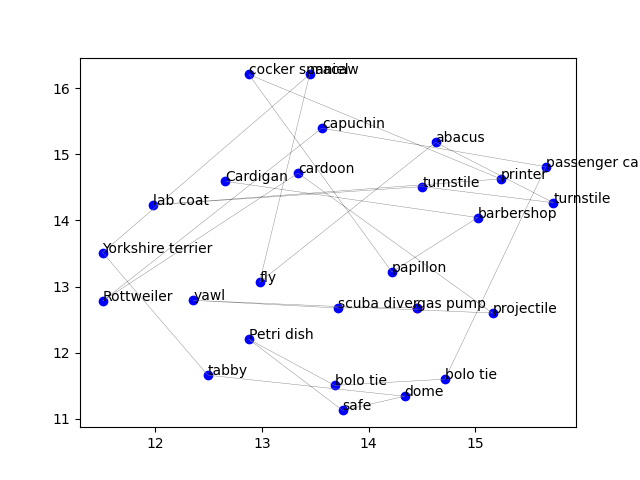 cocker spaniel
macaw
16
capuchin
abacus
15
passenger ca
cardoon
printer
Cardigan
turnstile
lab coat
turnstile
14
barbershop
Yorkshire terrier
papillon
fly
13
Rottweiler
yawl
scuba diver
gas pump
projectile
Petri dish
12
tabby
bolo tie
bolo tie
dome
safe
11
12
13
14
15